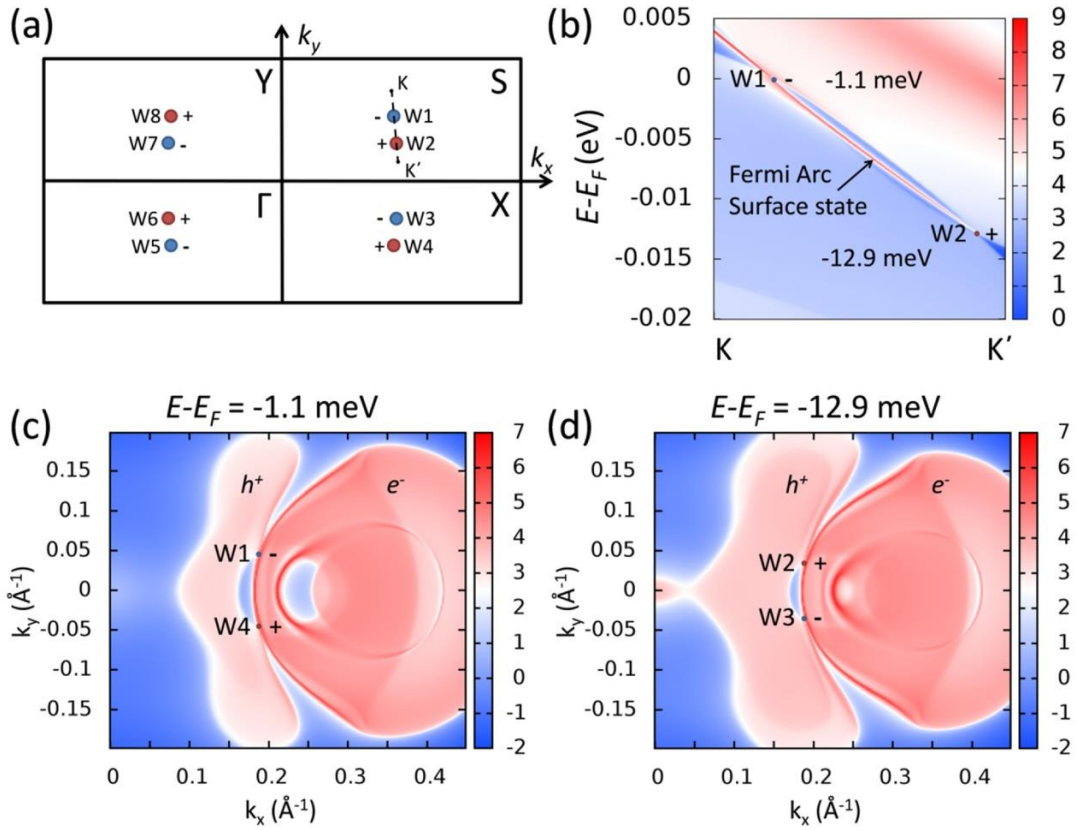 (a)
k_y
Y
S
K
W8 +
- W1
W7 -
+ W2
K′
k_x
Γ
X
W6 +
- W3
W5 -
+ W4
(b)
E-E_F (eV)
0.005
0
-0.005
-0.01
-0.015
-0.02
W1 - -1.1 meV
Fermi Arc
Surface state
W2 +
-12.9 meV
K
K′
9
8
7
6
5
4
3
2
1
0
(c)
E-E_F = -1.1 meV
k_y (Å⁻¹)
0.15
0.1
0.05
0
-0.05
-0.1
-0.15
h⁺
e⁻
W1 -
W4 +
0
0.1
0.2
0.3
0.4
k_x (Å⁻¹)
7
6
5
4
3
2
1
0
-1
-2
(d)
E-E_F = -12.9 meV
k_y (Å⁻¹)
0.15
0.1
0.05
0
-0.05
-0.1
-0.15
h⁺
e⁻
W2 +
W3 -
0
0.1
0.2
0.3
0.4
k_x (Å⁻¹)
7
6
5
4
3
2
1
0
-1
-2